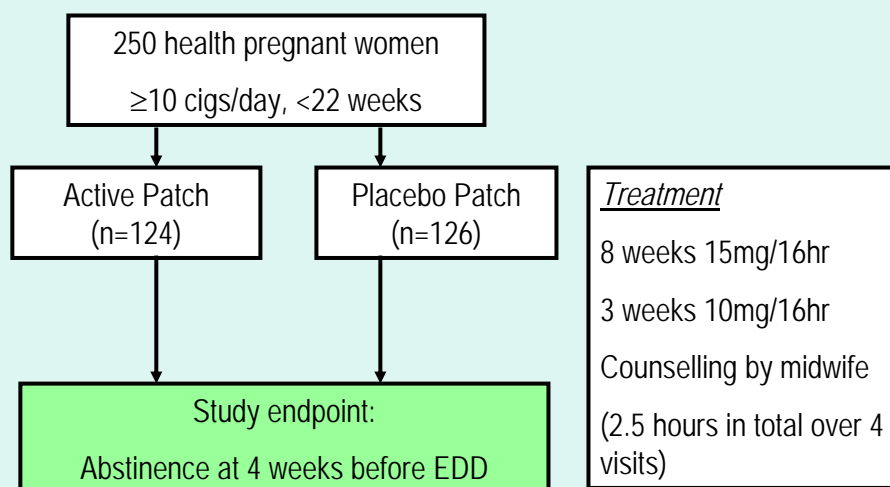 250 health pregnant women
≥10 cigs/day, <22 weeks
Active Patch
(n=124)
Placebo Patch
(n=126)
Treatment
8 weeks 15mg/16hr
3 weeks 10mg/16hr
Counselling by midwife
(2.5 hours in total over 4
visits)
Study endpoint:
Abstinence at 4 weeks before EDD